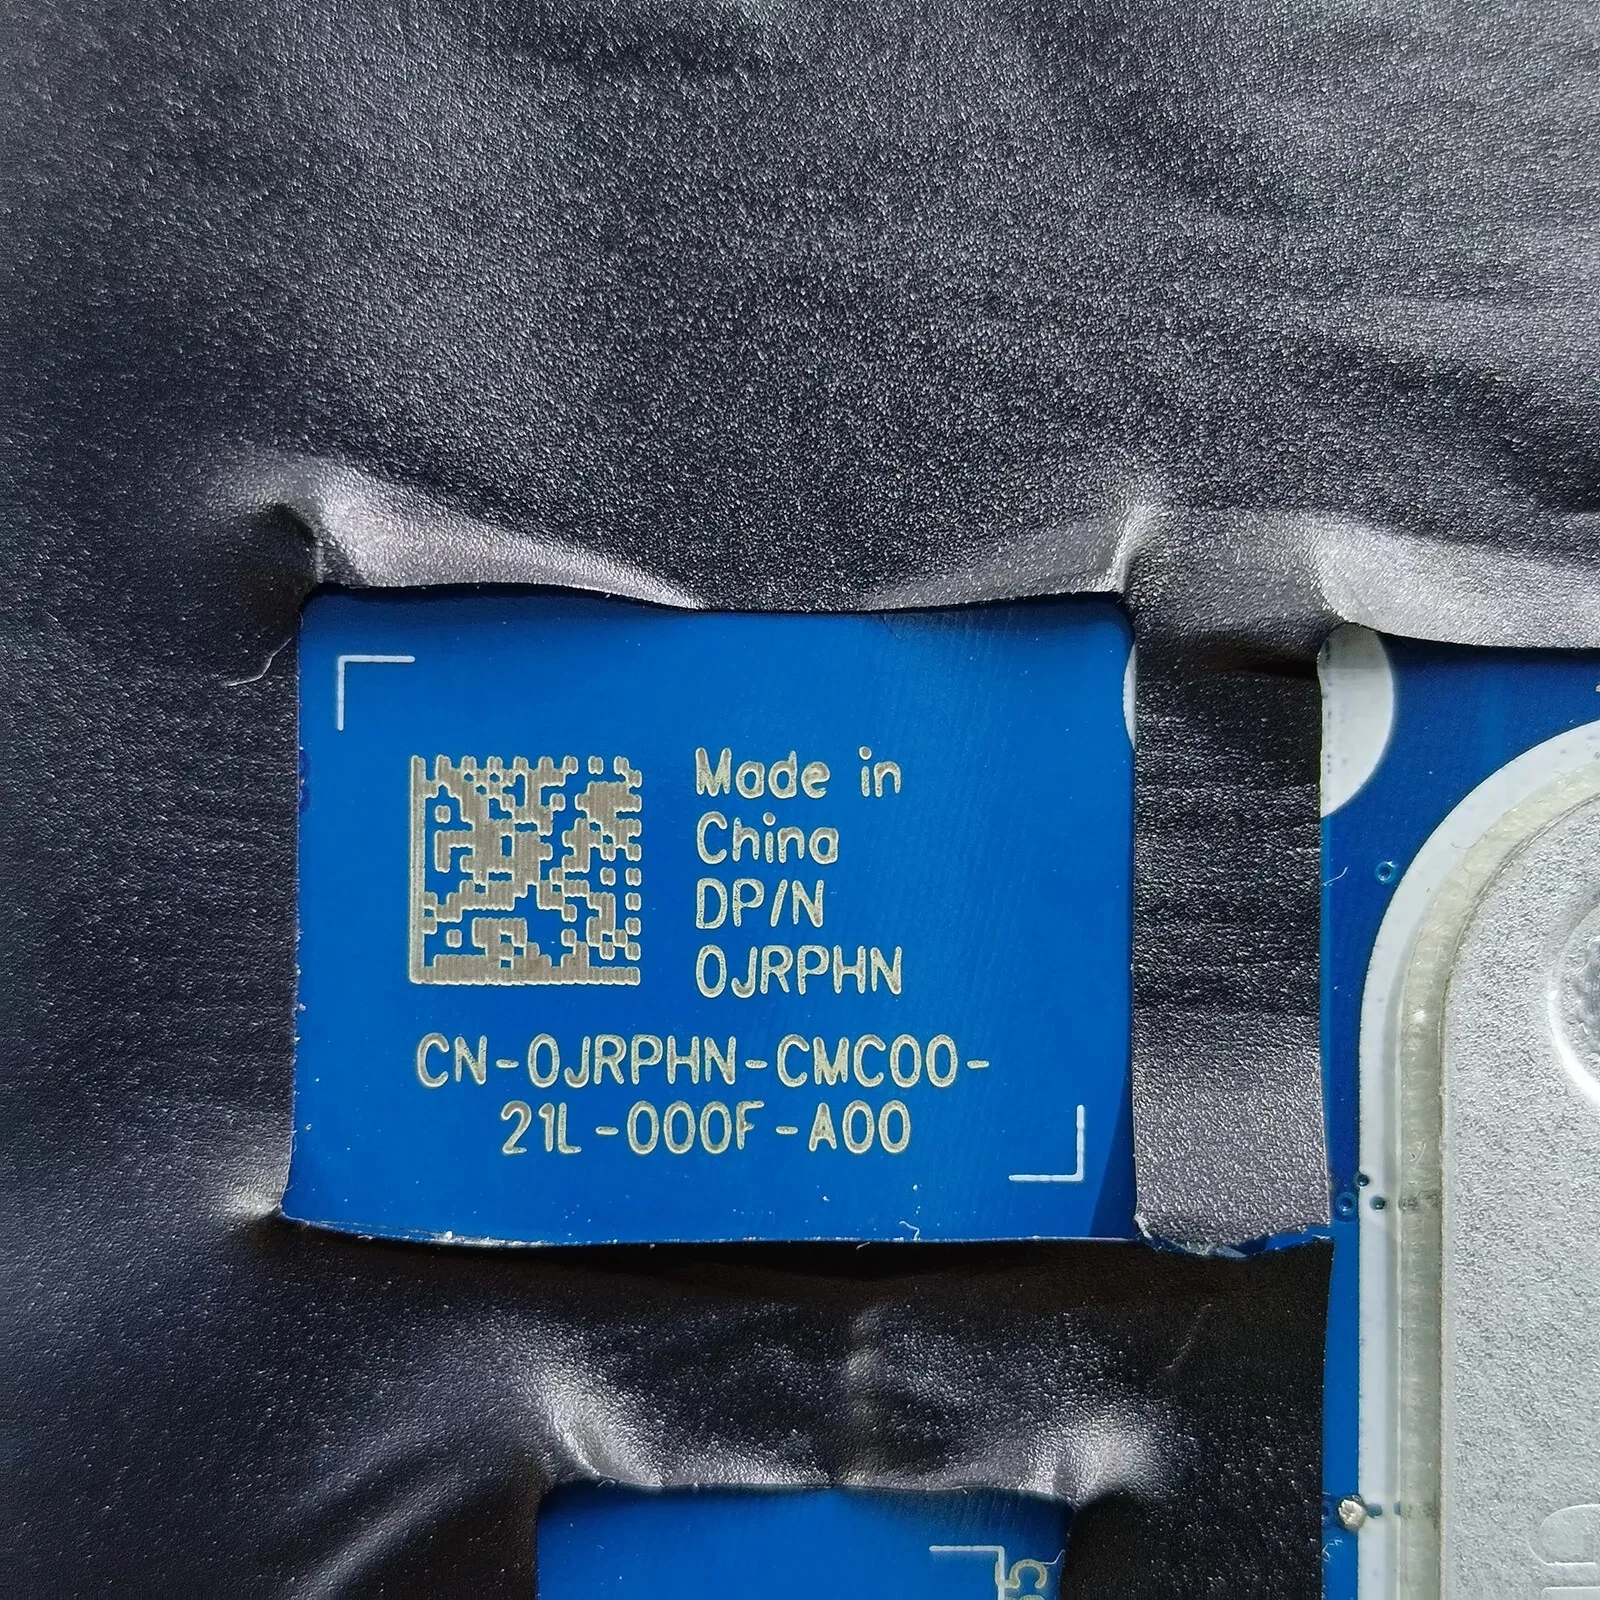 Made in
China
DP/N
0JRPHN
CN-0JRPHN-CMC00-
21L-000F-A00